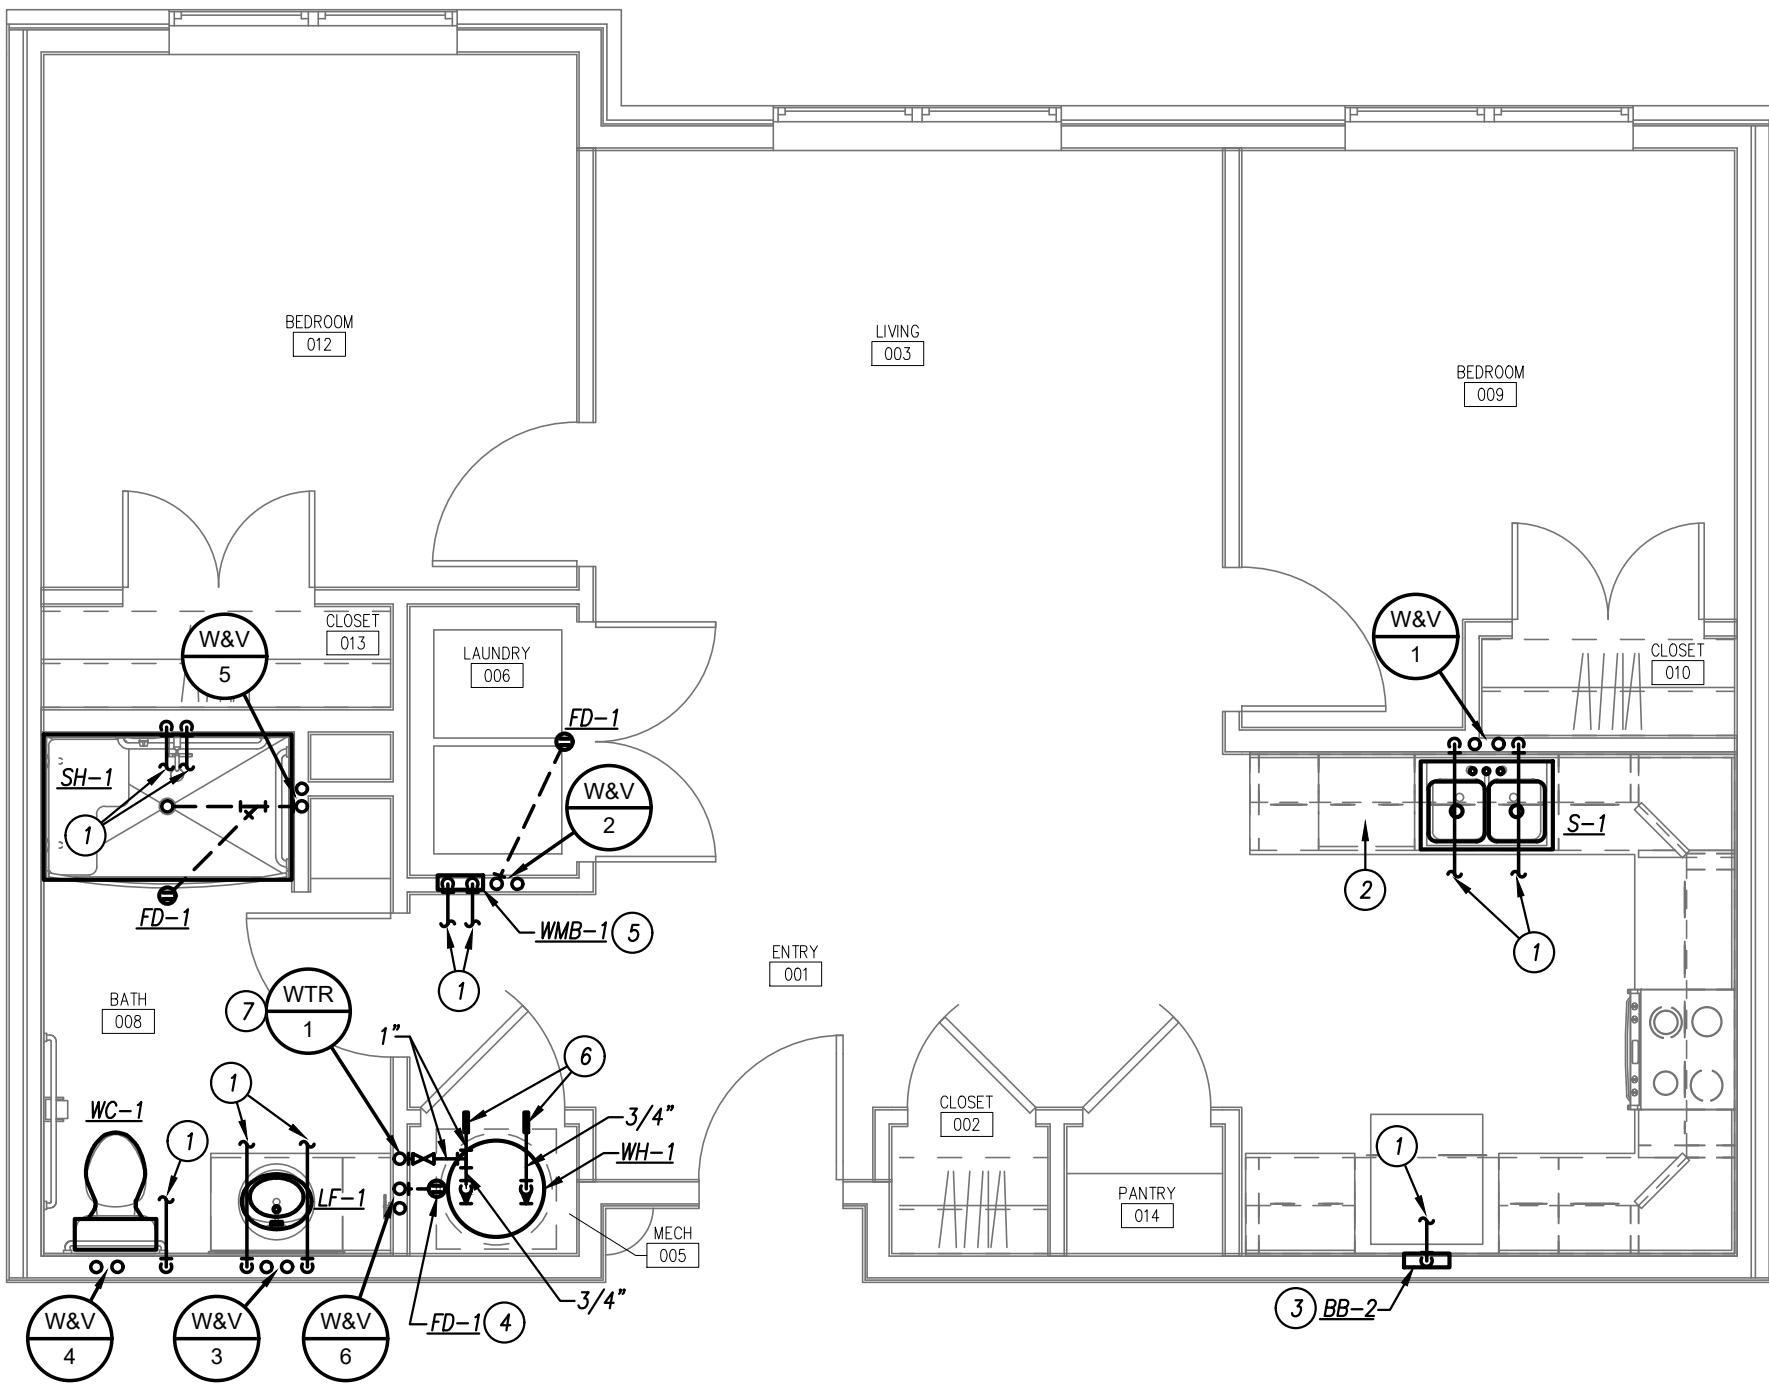 BEDROOM
012
LIVING
003
BEDROOM
009
CLOSET
013
W&V
5
LAUNDRY
006
W&V
1
CLOSET
010
FD-1
SH-1
1
W&V
2
S-1
2
FD-1
WMB-1 5
1
1
ENTRY
001
BATH
008
7
WTR
1
1"
6
1
WC-1
1
3/4"
WH-1
CLOSET
002
1
LF-1
PANTRY
014
MECH
005
3/4"
W&V
4
W&V
3
W&V
6
FD-1 4
3 BB-2